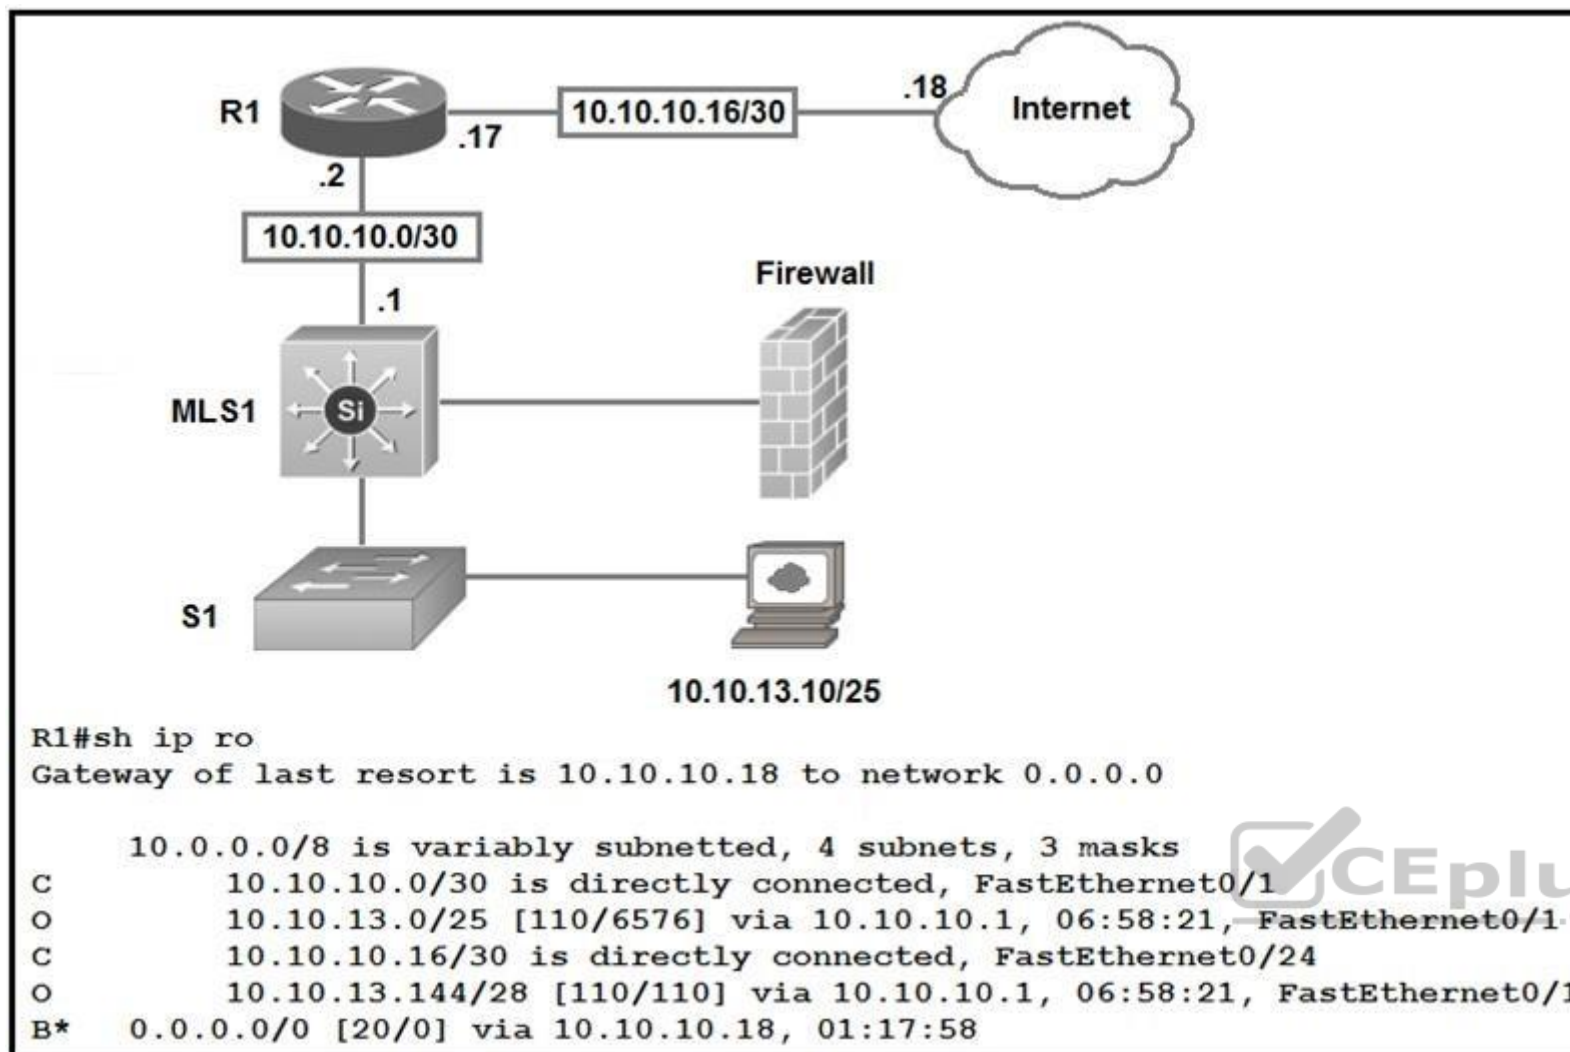 R1
.17
10.10.10.16/30
.18
Internet
.2
10.10.10.0/30
.1
Firewall
MLS1
Si
S1
10.10.13.10/25
R1#sh ip ro
Gateway of last resort is 10.10.10.18 to network 0.0.0.0
10.0.0.0/8 is variably subnetted, 4 subnets, 3 masks
C 10.10.10.0/30 is directly connected, FastEthernet0/1
O 10.10.13.0/25 [110/6576] via 10.10.10.1, 06:58:21, FastEthernet0/1
C 10.10.10.16/30 is directly connected, FastEthernet0/24
O 10.10.13.144/28 [110/110] via 10.10.10.1, 06:58:21, FastEthernet0/1
B* 0.0.0.0/0 [20/0] via 10.10.10.18, 01:17:58
CEplu